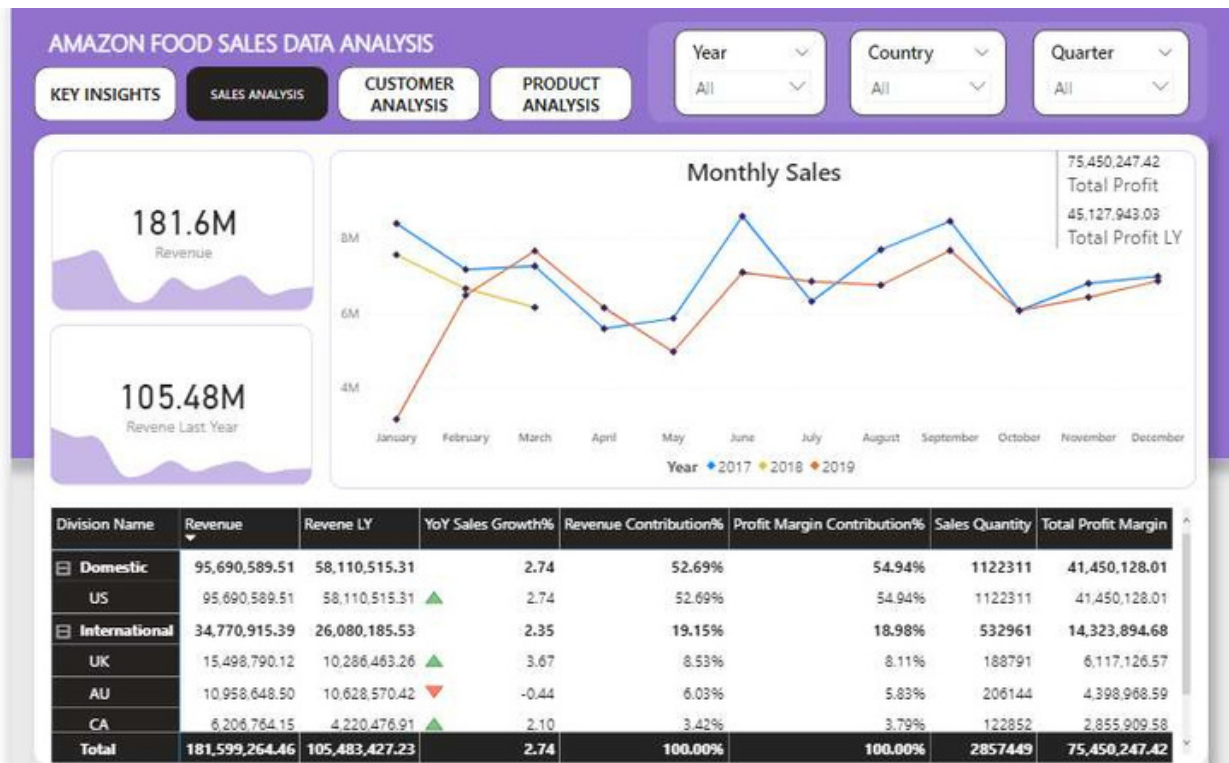 AMAZON FOOD SALES DATA ANALYSIS
KEY INSIGHTS
SALES ANALYSIS
CUSTOMER
ANALYSIS
PRODUCT
ANALYSIS
Year
All
Country
All
Quarter
All
181.6M
Revenue
105.48M
Revene Last Year
Monthly Sales
75,450,247.42
Total Profit
45,127,943.03
Total Profit LY
8M
6M
4M
January February March April May June July August September October November December
Year 2017 2018 2019
Division Name Revenue Revene LY YoY Sales Growth% Revenue Contribution% Profit Margin Contribution% Sales Quantity Total Profit Margin
Domestic 95,690,589.51 58,110,515.31 2.74 52.69% 54.94% 1122311 41,450,128.01
US 95,690,589.51 58,110,515.31 2.74 52.69% 54.94% 1122311 41,450,128.01
International 34,770,915.39 26,080,185.53 2.35 19.15% 18.98% 532961 14,323,894.68
UK 15,498,790.12 10,286,463.26 3.67 8.53% 8.11% 188791 6,117,126.57
AU 10,958,648.50 10,628,570.42 -0.44 6.03% 5.83% 206144 4,398,968.59
CA 6,206,764.15 4,220,476.91 2.10 3.42% 3.79% 122852 2,855,909.58
Total 181,599,264.46 105,483,427.23 2.74 100.00% 100.00% 2857449 75,450,247.42